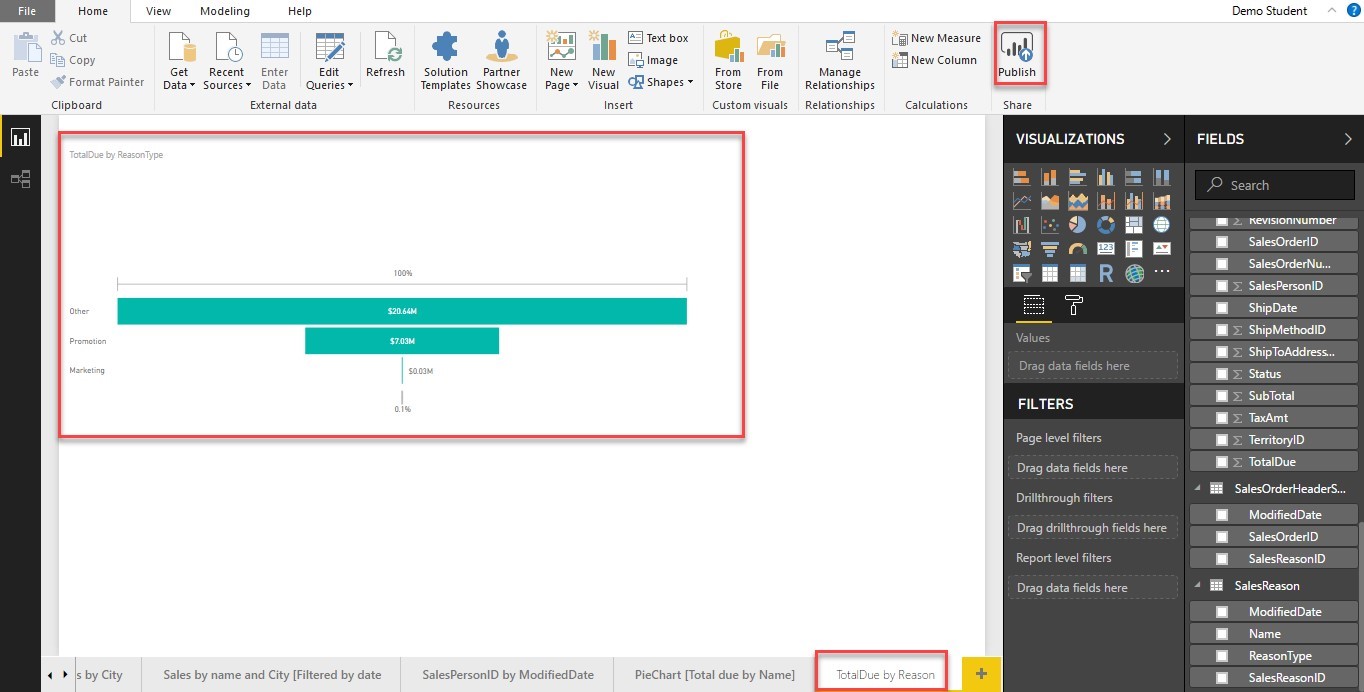 File Home View Modeling Help Demo Student ?
Paste
Cut
Copy
Format Painter
Clipboard
Get Data
Recent Sources
Enter Data
Edit Queries
Refresh
External data
Solution Templates
Partner Showcase
Resources
New Page
New Visual
Text box
Image
Shapes
Insert
From Store
From File
Custom visuals
Manage Relationships
Relationships
New Measure
New Column
Calculations
Publish
Share
TotalDue by ReasonType
100%
Other $20.64M
Promotion $7.03M
Marketing $0.03M
0.1%
VISUALIZATIONS
123
R
...
Values
Drag data fields here
FILTERS
Page level filters
Drag data fields here
Drillthrough filters
Drag drillthrough fields here
Report level filters
Drag data fields here
FIELDS
Search
Σ RevisionNumber
SalesOrderID
SalesOrderNu...
Σ SalesPersonID
ShipDate
Σ ShipMethodID
Σ ShipToAddress...
Σ Status
Σ SubTotal
Σ TaxAmt
Σ TerritoryID
Σ TotalDue
SalesOrderHeaderS...
ModifiedDate
SalesOrderID
SalesReasonID
SalesReason
ModifiedDate
Name
ReasonType
SalesReasonID
s by City Sales by name and City [Filtered by date SalesPersonID by ModifiedDate PieChart [Total due by Name] TotalDue by Reason +